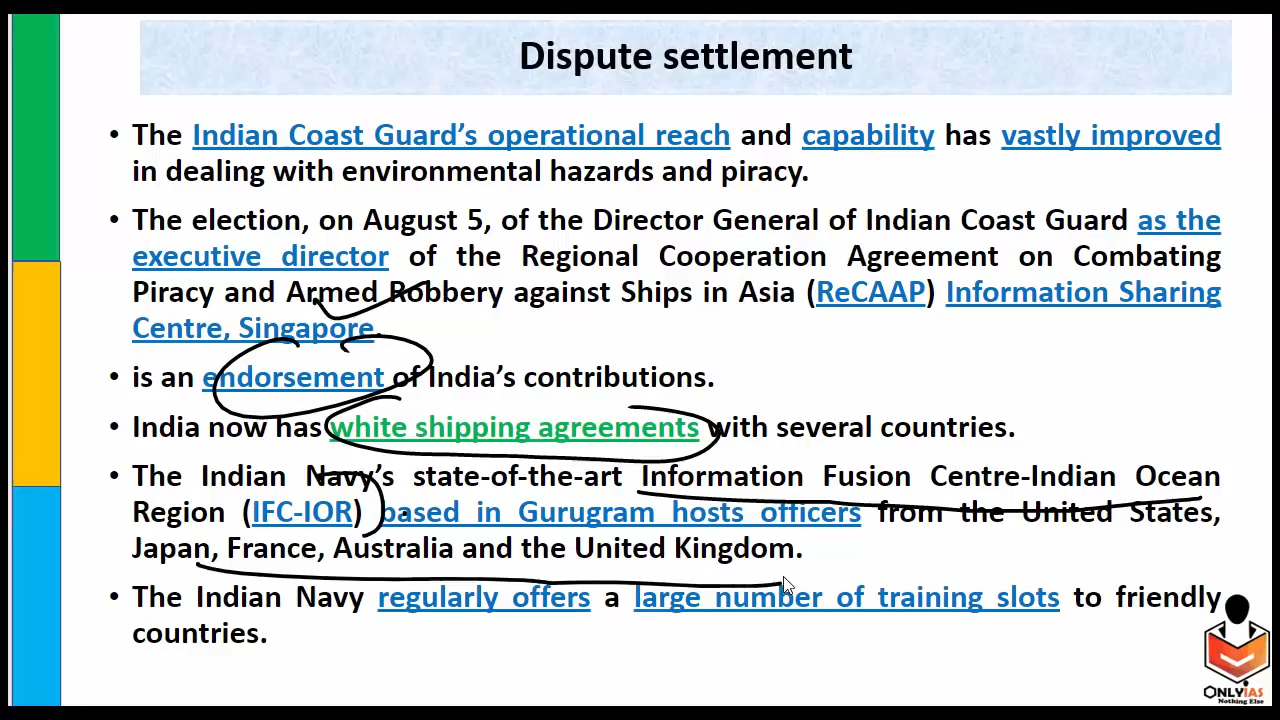 Dispute settlement
• The Indian Coast Guard's operational reach and capability has vastly improved
in dealing with environmental hazards and piracy.
• The election, on August 5, of the Director General of Indian Coast Guard as the
executive director of the Regional Cooperation Agreement on Combating
Piracy and Armed Robbery against Ships in Asia (ReCAAP) Information Sharing
Centre, Singapore.
• is an endorsement of India's contributions.
• India now has white shipping agreements with several countries.
• The Indian Navy's state-of-the-art Information Fusion Centre-Indian Ocean
Region (IFC-IOR) based in Gurugram hosts officers from the United States,
Japan, France, Australia and the United Kingdom.
• The Indian Navy regularly offers a large number of training slots to friendly
countries.
ONLYIAS
Nothing Else